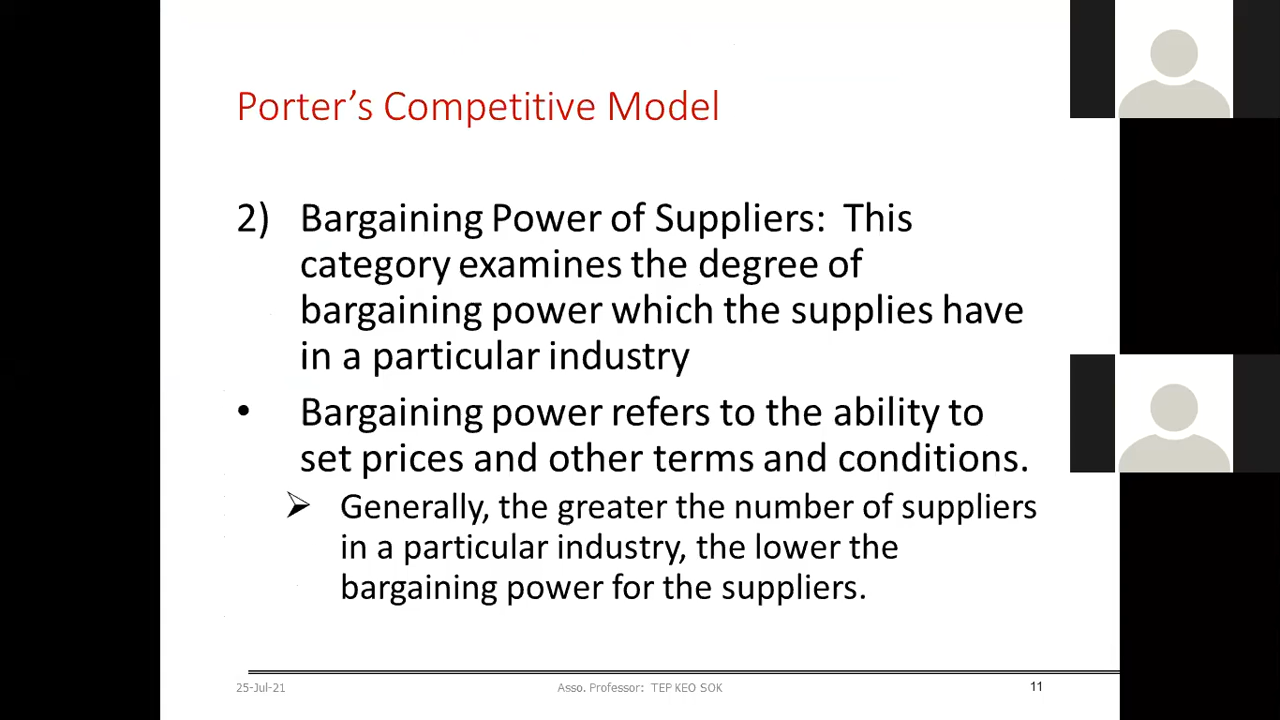 Porter’s Competitive Model
2) Bargaining Power of Suppliers: This
category examines the degree of
bargaining power which the supplies have
in a particular industry
• Bargaining power refers to the ability to
set prices and other terms and conditions.
➢ Generally, the greater the number of suppliers
in a particular industry, the lower the
bargaining power for the suppliers.
25-Jul-21 Asso. Professor: TEP KEO SOK 11